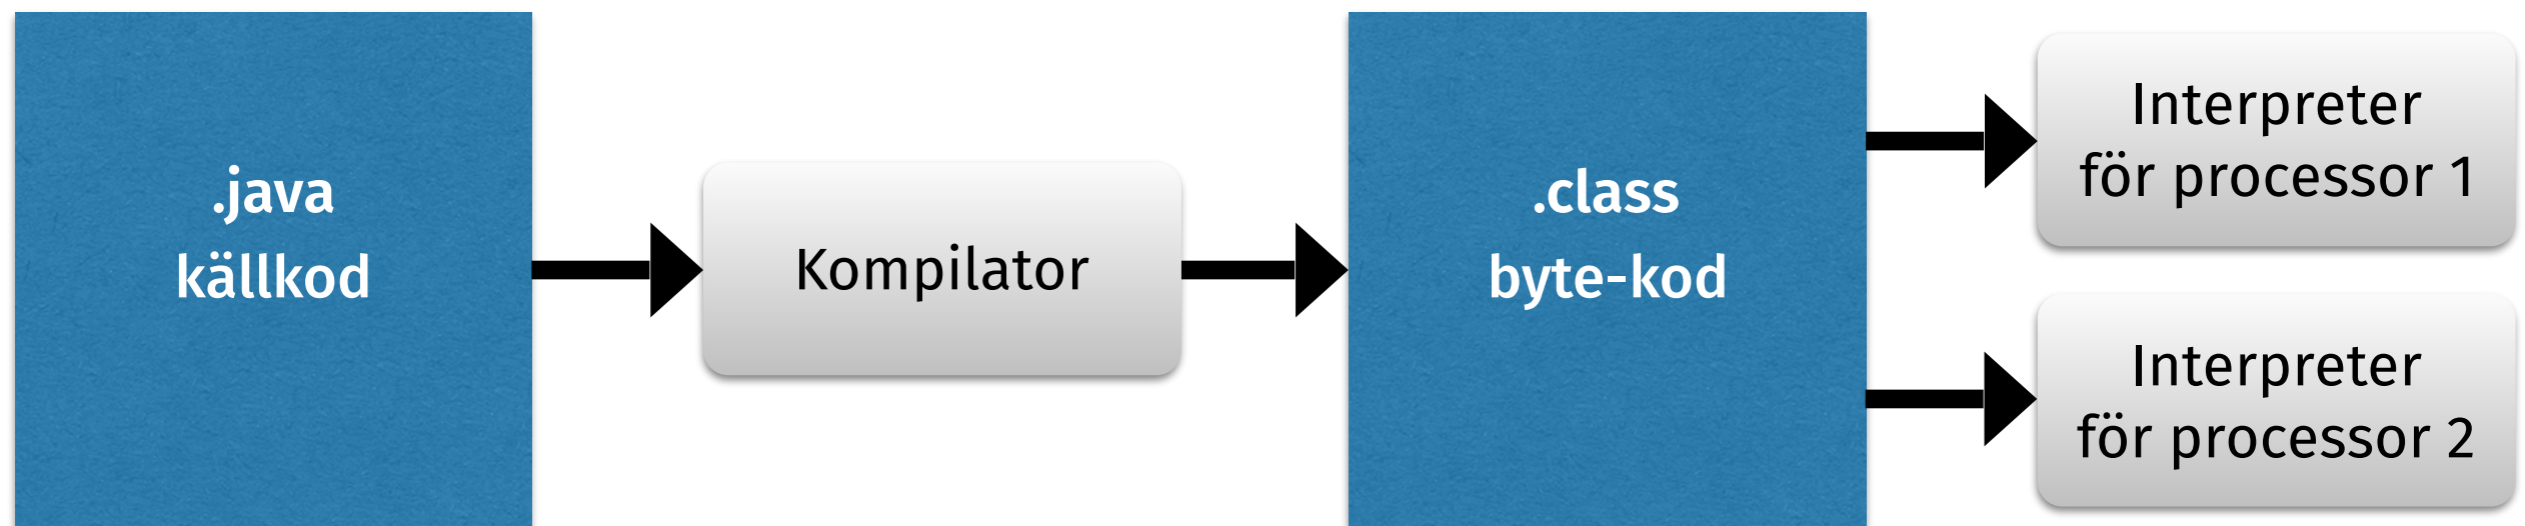 .java
källkod
Kompilator
.class
byte-kod
Interpreter
för processor 1
Interpreter
för processor 2